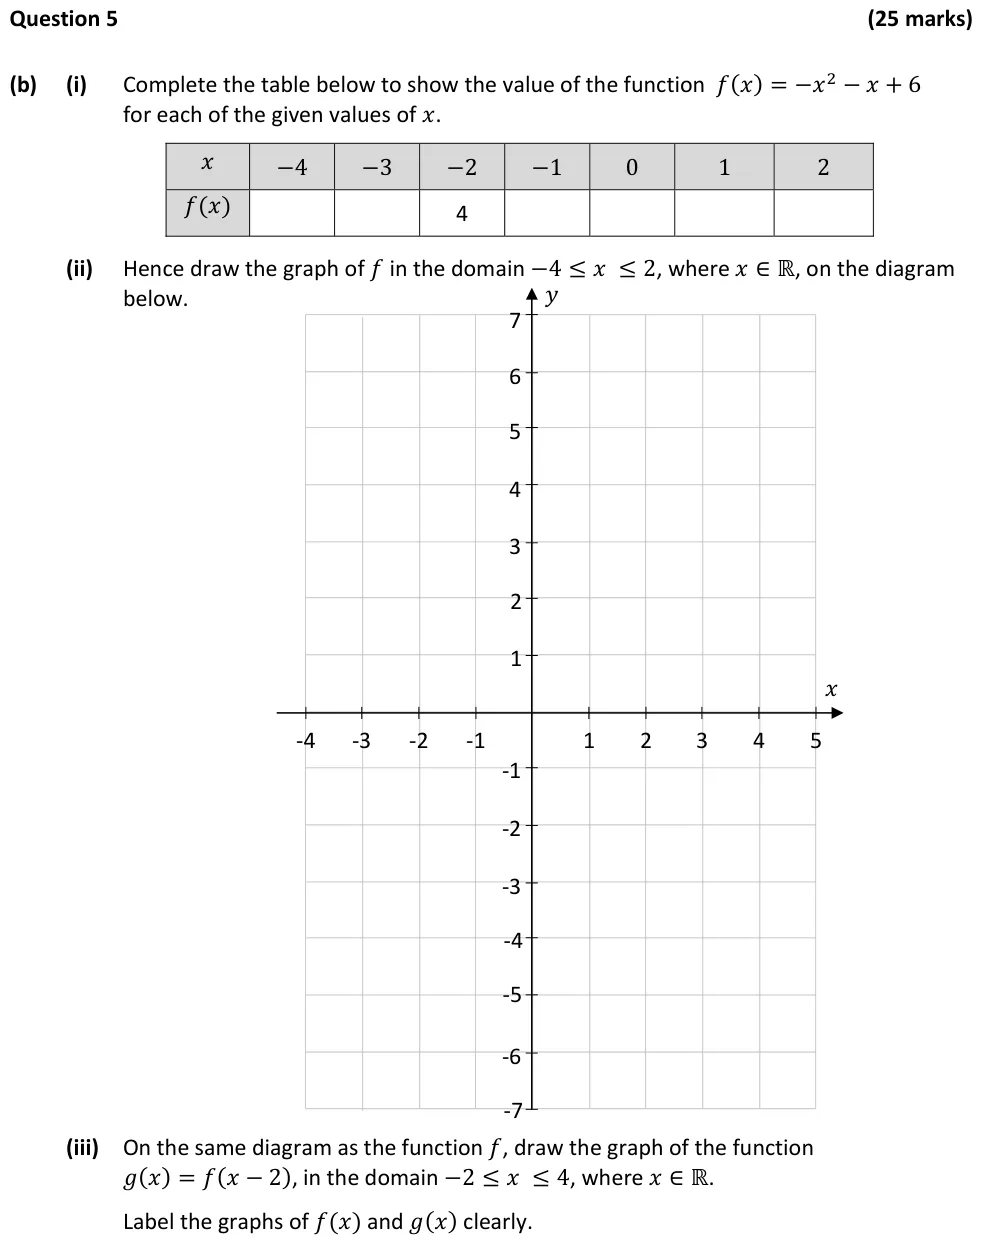 Question 5 (25 marks)
(b) (i) Complete the table below to show the value of the function f(x) = −x² − x + 6
for each of the given values of x.
x −4 −3 −2 −1 0 1 2
f(x) 4
(ii) Hence draw the graph of f in the domain −4 ≤ x ≤ 2, where x ∈ ℝ, on the diagram
below.
y
7
6
5
4
3
2
1
x
-4 -3 -2 -1 1 2 3 4 5
-1
-2
-3
-4
-5
-6
-7
(iii) On the same diagram as the function f, draw the graph of the function
g(x) = f(x − 2), in the domain −2 ≤ x ≤ 4, where x ∈ ℝ.
Label the graphs of f(x) and g(x) clearly.